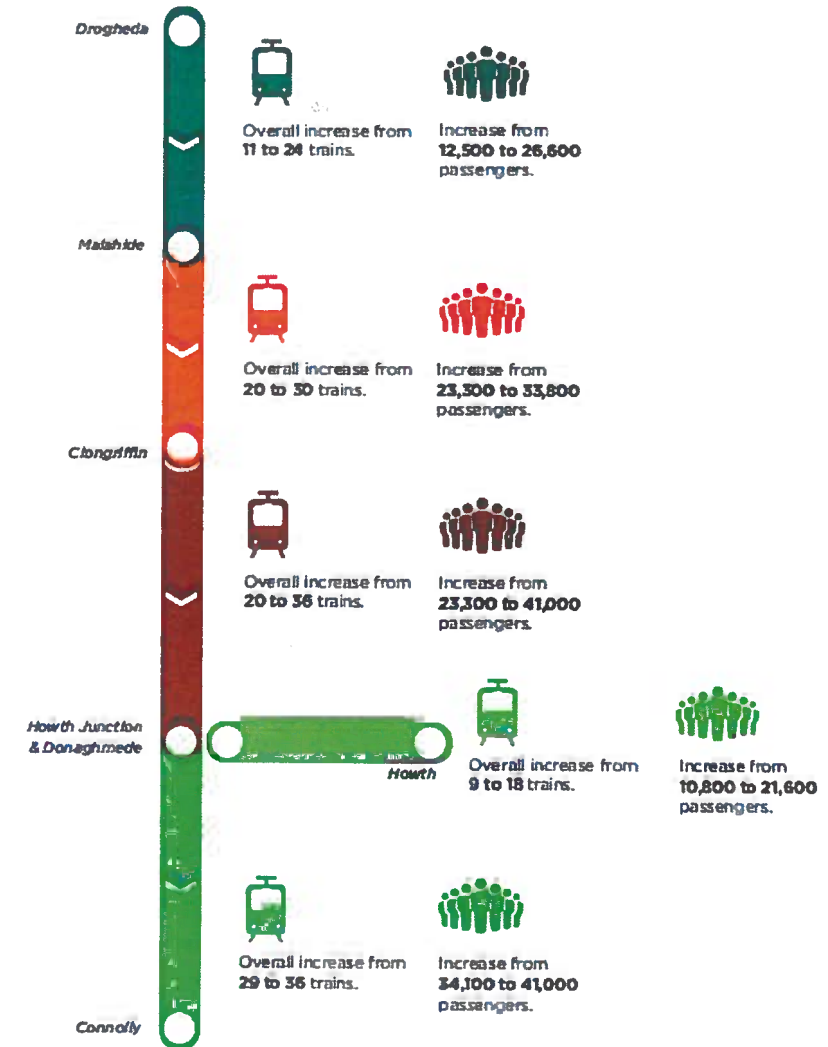 Drogheda
Overall increase from
11 to 24 trains.
Increase from
12,500 to 26,600
passengers.
Malahide
Overall increase from
20 to 30 trains.
Increase from
23,300 to 33,800
passengers.
Clongriffin
Overall increase from
20 to 36 trains.
Increase from
23,300 to 41,000
passengers.
Howth Junction
& Donaghmede
Howth
Overall increase from
9 to 18 trains.
Increase from
10,800 to 21,600
passengers.
Overall increase from
29 to 36 trains.
Increase from
34,100 to 41,000
passengers.
Connolly